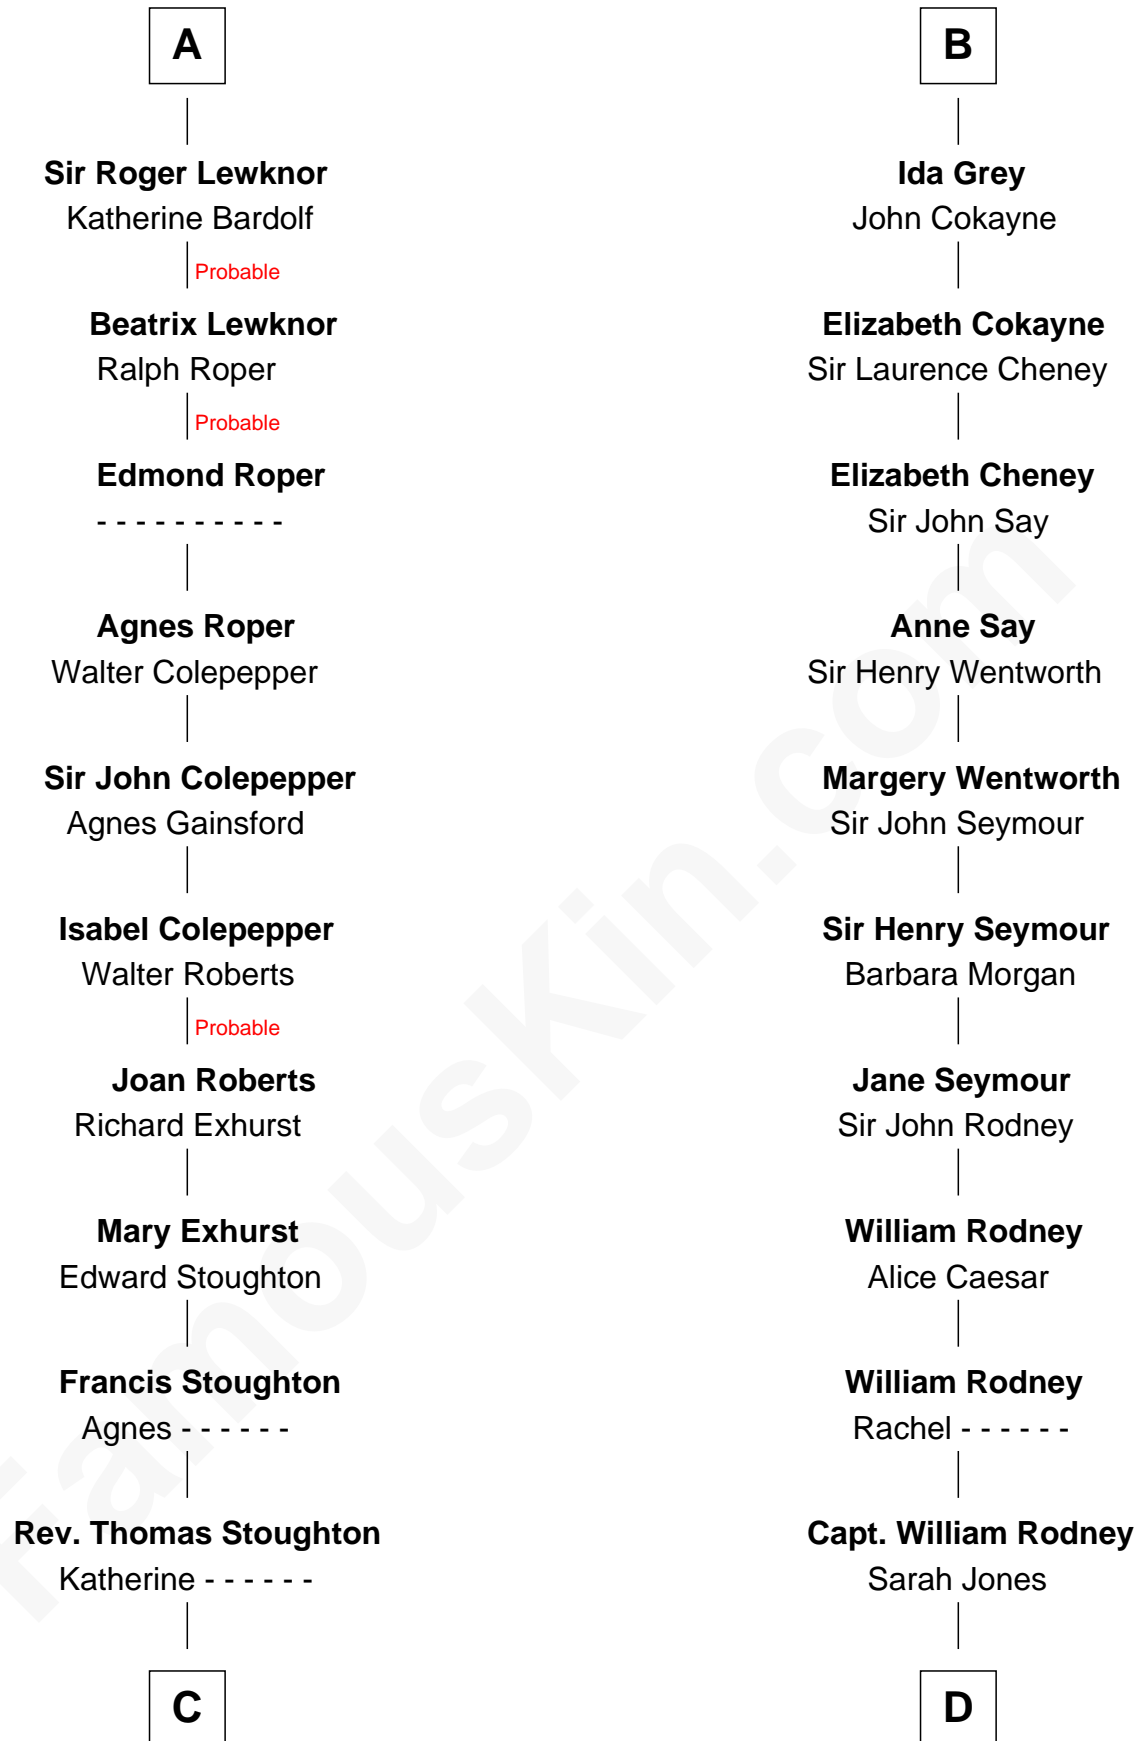 A
Sir Roger Lewknor
Katherine Bardolf
Probable
Beatrix Lewknor
Ralph Roper
Probable
Edmond Roper
- - - - - - - - - -
Agnes Roper
Walter Colepepper
Sir John Colepepper
Agnes Gainsford
Isabel Colepepper
Walter Roberts
Probable
Joan Roberts
Richard Exhurst
Mary Exhurst
Edward Stoughton
Francis Stoughton
Agnes - - - - - -
Rev. Thomas Stoughton
Katherine - - - - - -
C
B
Ida Grey
John Cokayne
Elizabeth Cokayne
Sir Laurence Cheney
Elizabeth Cheney
Sir John Say
Anne Say
Sir Henry Wentworth
Margery Wentworth
Sir John Seymour
Sir Henry Seymour
Barbara Morgan
Jane Seymour
Sir John Rodney
William Rodney
Alice Caesar
William Rodney
Rachel - - - - - -
Capt. William Rodney
Sarah Jones
D
FamousKin.com